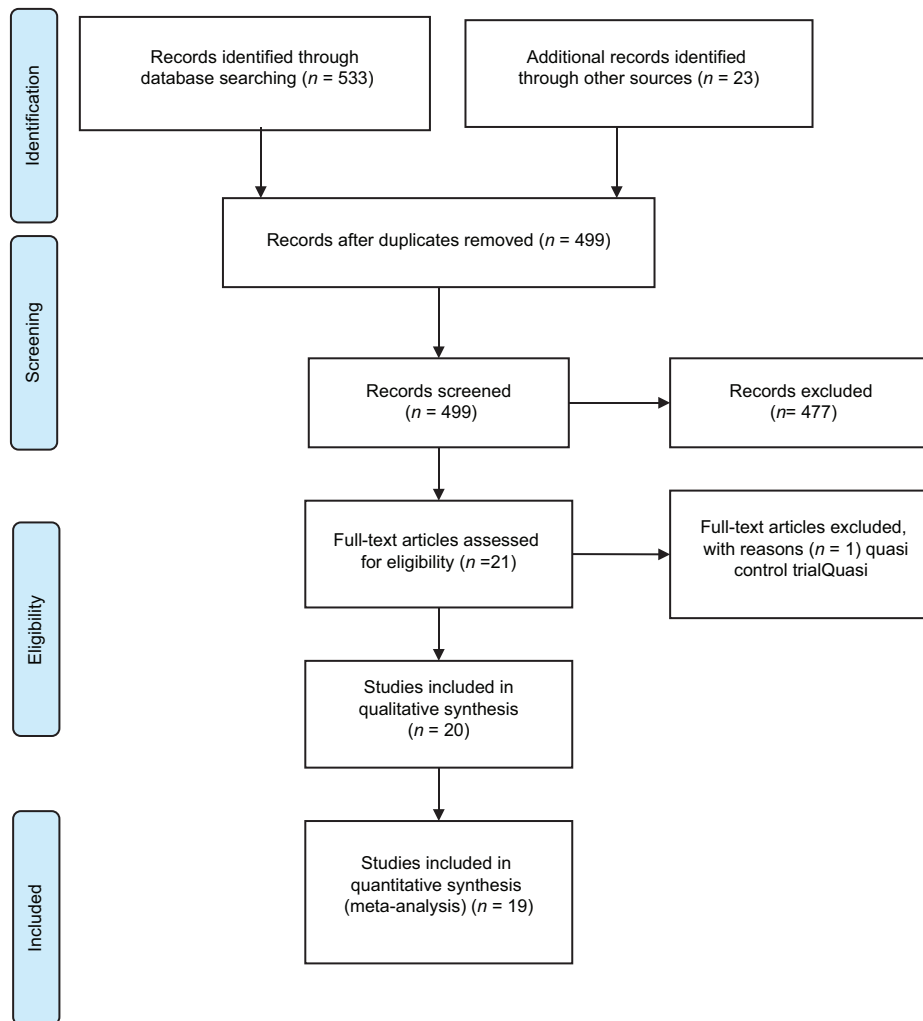 Identification
Records identified through
database searching (n = 533)
Additional records identified
through other sources (n = 23)
Records after duplicates removed (n = 499)
Screening
Records screened
(n = 499)
Records excluded
(n= 477)
Eligibility
Full-text articles assessed
for eligibility (n =21)
Full-text articles excluded,
with reasons (n = 1) quasi
control trialQuasi
Studies included in
qualitative synthesis
(n = 20)
Included
Studies included in
quantitative synthesis
(meta-analysis) (n = 19)